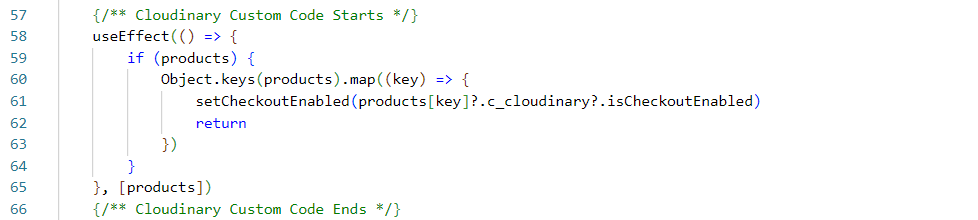 57 {/** Cloudinary Custom Code Starts */}
58 useEffect(() => {
59 if (products) {
60 Object.keys(products).map((key) => {
61 setCheckoutEnabled(products[key]?.c_cloudinary?.isCheckoutEnabled)
62 return
63 })
64 }
65 }, [products])
66 {/** Cloudinary Custom Code Ends */}